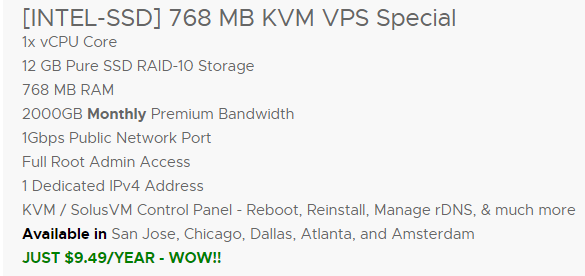 [INTEL-SSD] 768 MB KVM VPS Special
1x vCPU Core
12 GB Pure SSD RAID-10 Storage
768 MB RAM
2000GB Monthly Premium Bandwidth
1Gbps Public Network Port
Full Root Admin Access
1 Dedicated IPv4 Address
KVM / SolusVM Control Panel - Reboot, Reinstall, Manage rDNS, & much more
Available in San Jose, Chicago, Dallas, Atlanta, and Amsterdam
JUST $9.49/YEAR - WOW!!